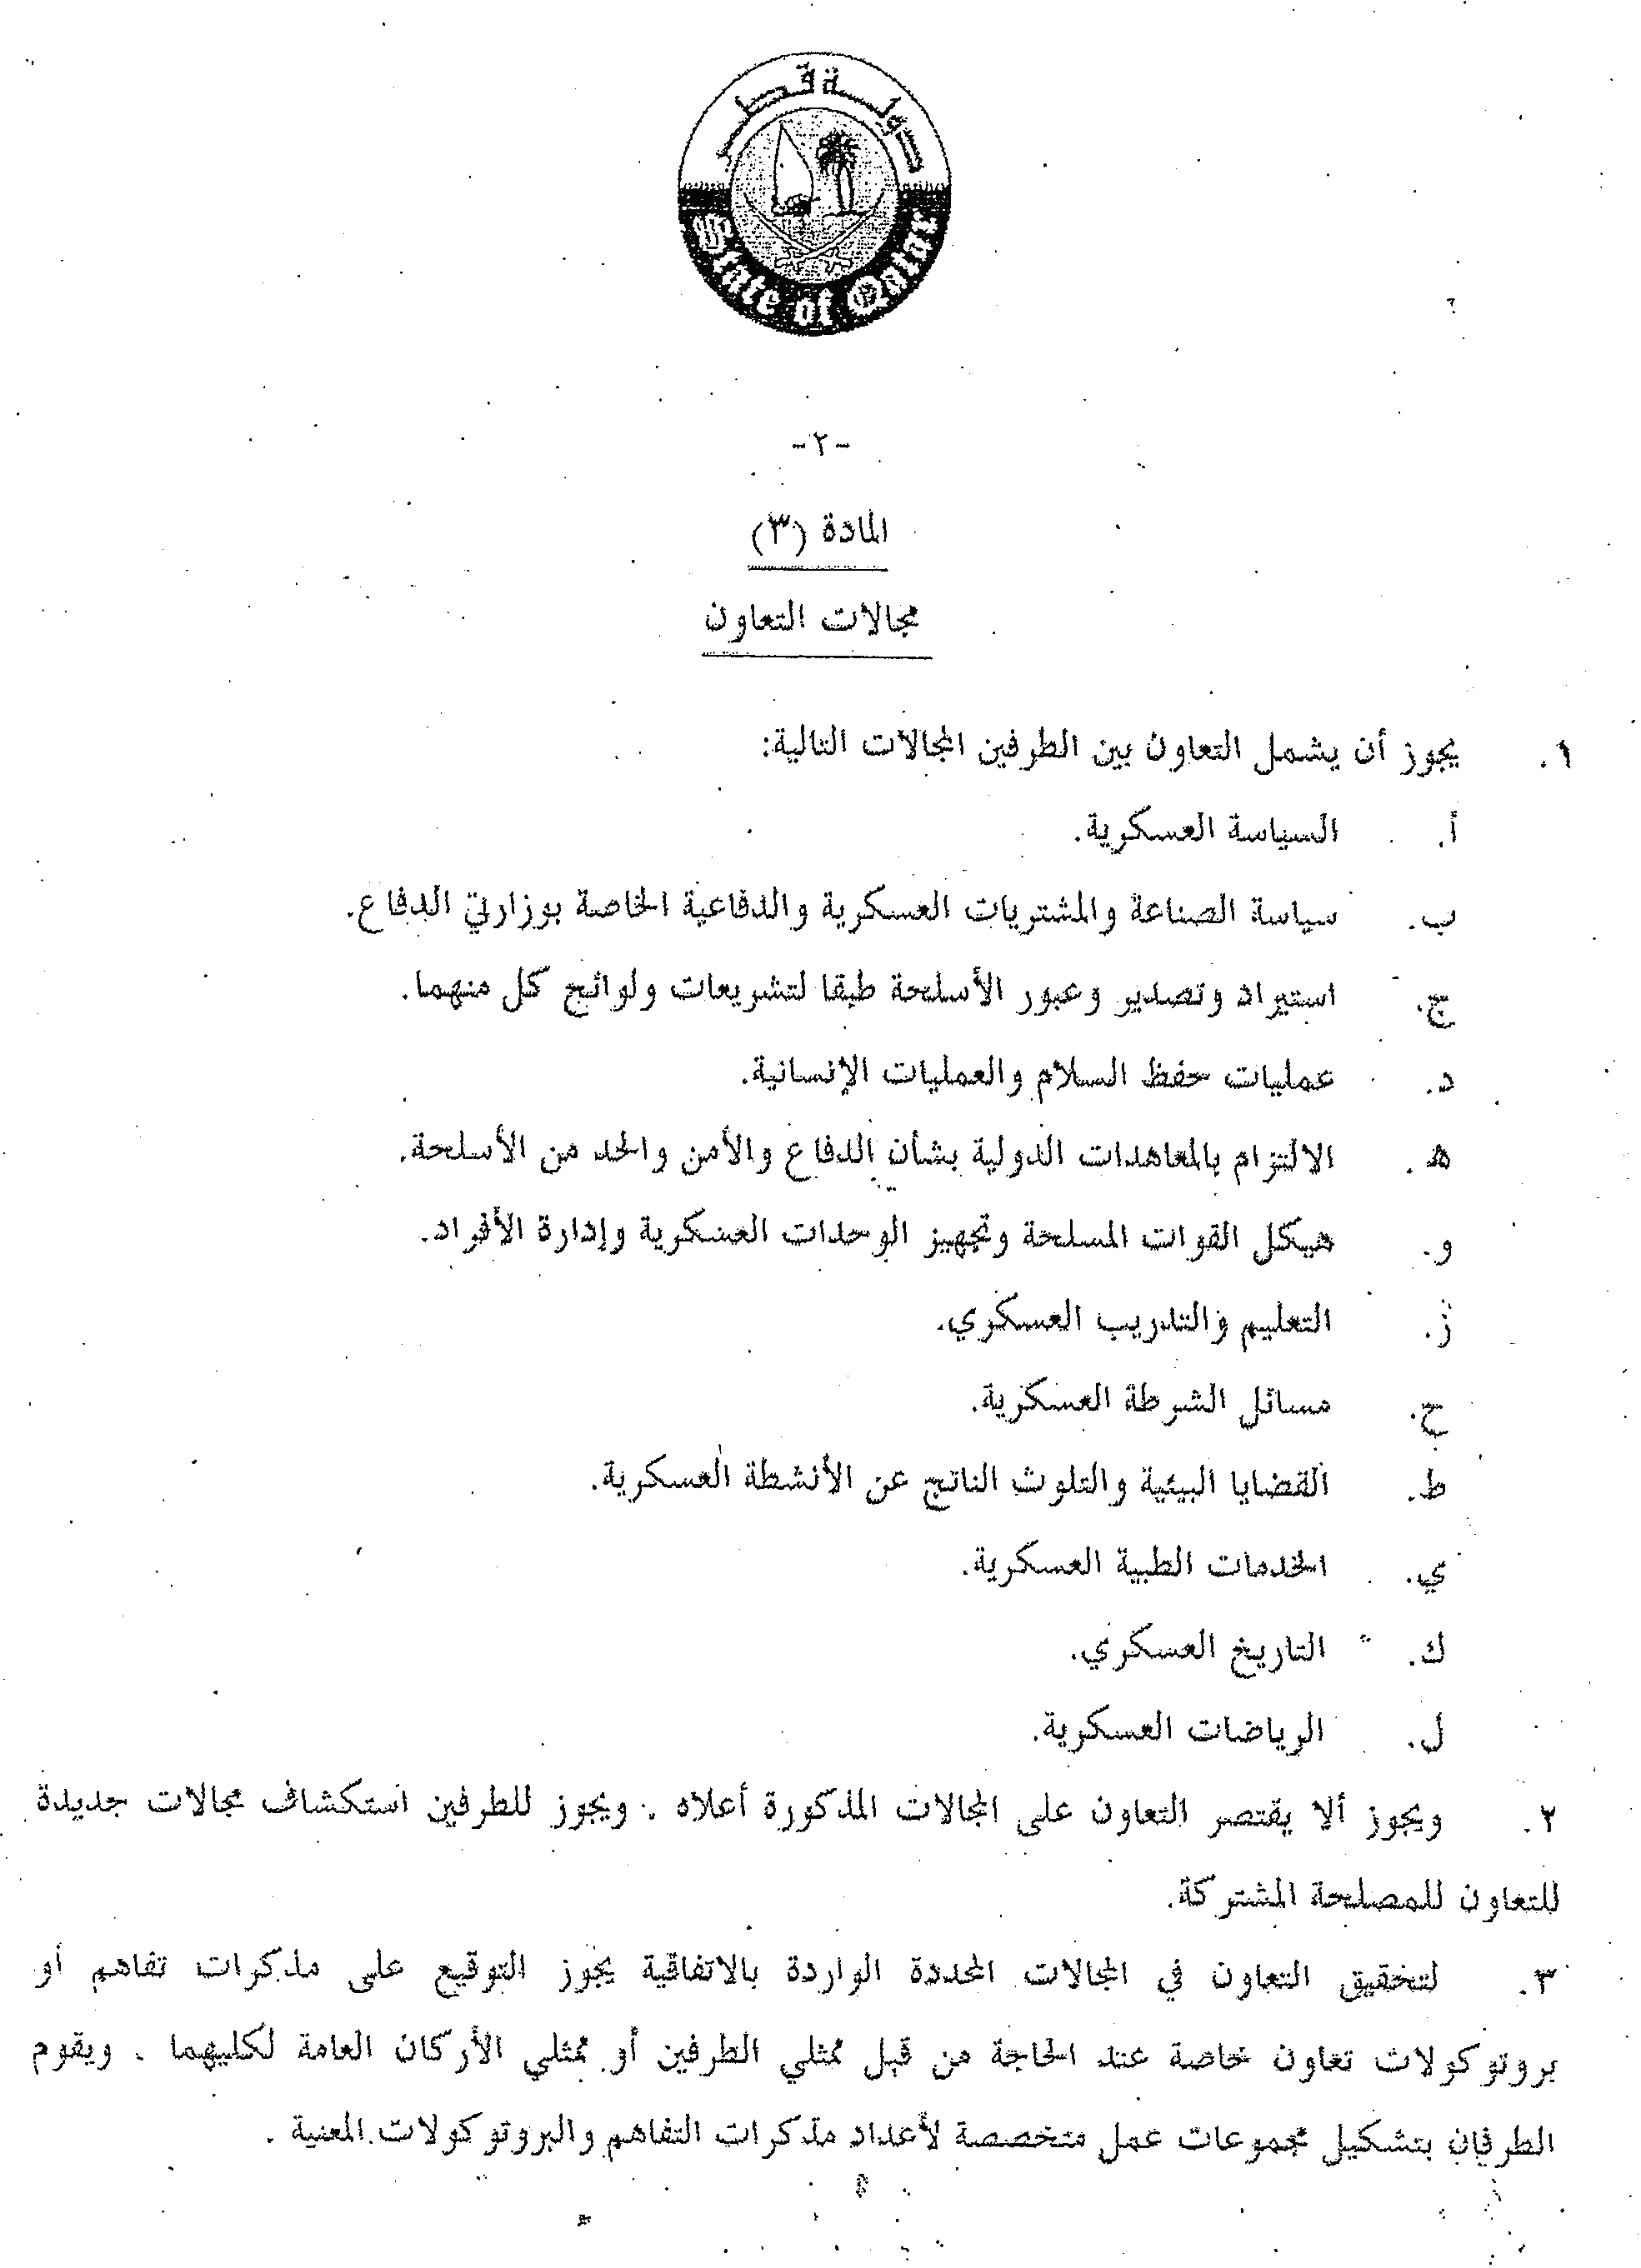 دولة قطر
State of Qatar
-٢-
المادة (٣)
مجالات التعاون
١. يجوز أن يشمل التعاون بين الطرفين المجالات التالية:
أ. السياسة العسكرية.
ب. سياسة الصناعة والمشتريات العسكرية والدفاعية الخاصة بوزارتي الدفاع.
ج. استيراد وتصدير وعبور الأسلحة طبقا لتشريعات ولوائح كل منهما.
د. عمليات حفظ السلام والعمليات الإنسانية.
هـ. الالتزام بالمعاهدات الدولية بشأن الدفاع والأمن والحد من الأسلحة.
و. هيكل القوات المسلحة وتجهيز الوحدات العسكرية وإدارة الأفراد.
ز. التعليم والتدريب العسكري.
ح. مسائل الشرطة العسكرية.
ط. القضايا البيئية والتلوث الناتج عن الأنشطة العسكرية.
ي. الخدمات الطبية العسكرية.
ك. التاريخ العسكري.
ل. الرياضات العسكرية.
٢. ويجوز ألا يقتصر التعاون على المجالات المذكورة أعلاه . ويجوز للطرفين استكشاف مجالات جديدة
للتعاون للمصلحة المشتركة.
٣. لتحقيق التعاون في المجالات المحددة الواردة بالاتفاقية يجوز التوقيع على مذكرات تفاهم أو
بروتوكولات تعاون خاصة عند الحاجة من قبل ممثلي الطرفين أو ممثلي الأركان العامة لكليهما . ويقوم
الطرفان بتشكيل مجموعات عمل متخصصة لأعداد مذكرات التفاهم والبروتوكولات المعنية .